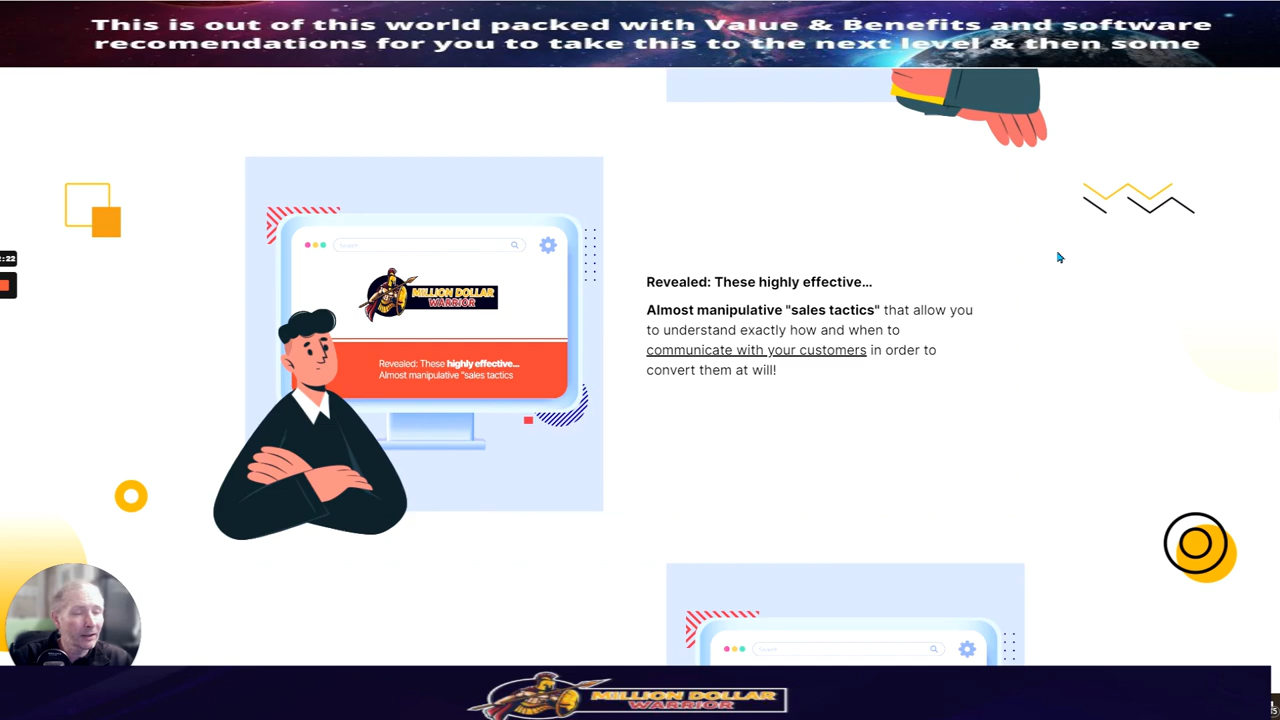 This is out of this world packed with Value & Benefits and software
recomendations for you to take this to the next level & then some
:22
Search
MILLION DOLLAR
WARRIOR
Revealed: These highly effective...
Almost manipulative "sales tactics
Revealed: These highly effective...
Almost manipulative "sales tactics" that allow you
to understand exactly how and when to
communicate with your customers in order to
convert them at will!
Search
MILLION DOLLAR
WARRIOR